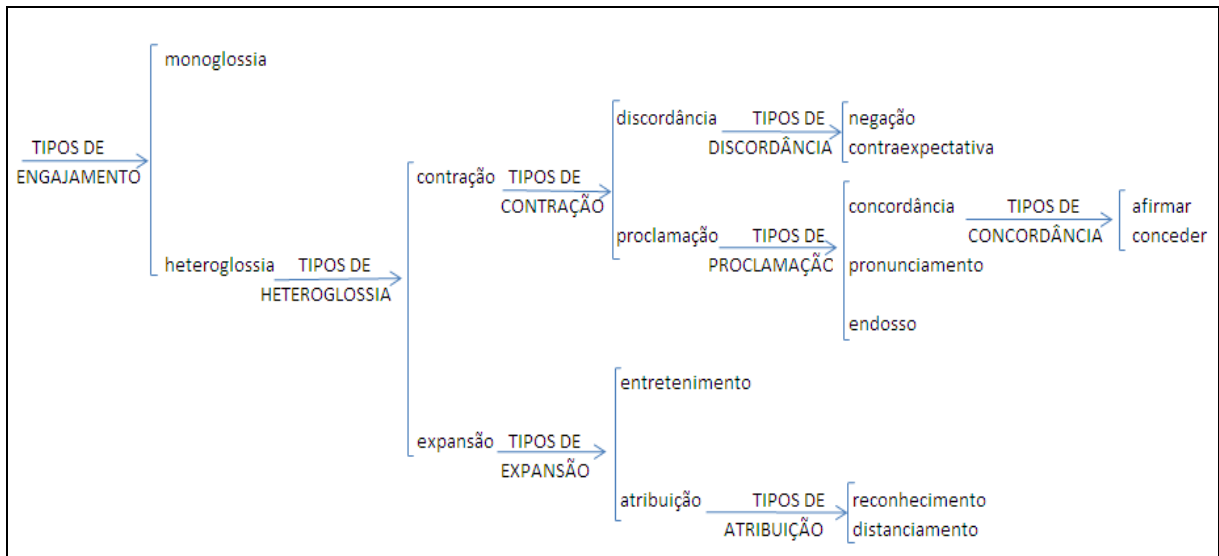 monoglossia
TIPOS DE
ENGAJAMENTO
heteroglossia
TIPOS DE
HETEROGLOSSIA
contração
TIPOS DE
CONTRAÇÃO
discordância
TIPOS DE
DISCORDÂNCIA
negação
contraexpectativa
proclamação
TIPOS DE
PROCLAMAÇÃO
concordância
TIPOS DE
CONCORDÂNCIA
afirmar
conceder
pronunciamento
endosso
expansão
TIPOS DE
EXPANSÃO
entretenimento
atribuição
TIPOS DE
ATRIBUIÇÃO
reconhecimento
distanciamento